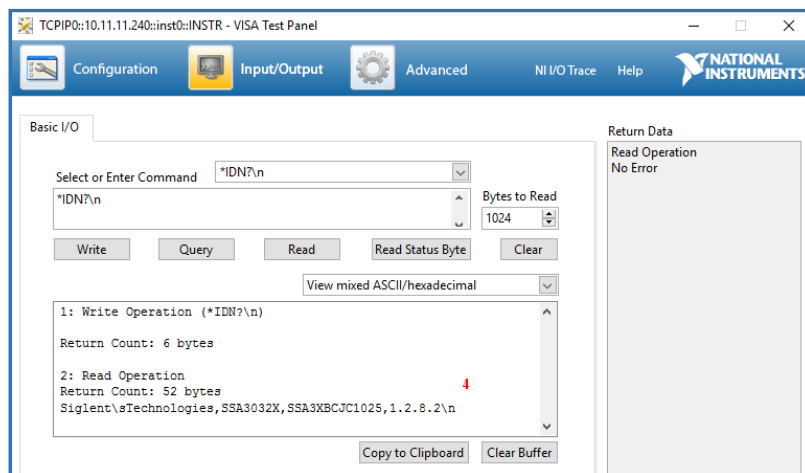 TCPIP0::10.11.11.240::inst0::INSTR - VISA Test Panel
Configuration
Input/Output
Advanced
NI I/O Trace
Help
NATIONAL
INSTRUMENTS
Basic I/O
Return Data
Read Operation
No Error
Select or Enter Command
*IDN?\n
*IDN?\n
Bytes to Read
1024
Write
Query
Read
Read Status Byte
Clear
View mixed ASCII/hexadecimal
1: Write Operation (*IDN?\n)
Return Count: 6 bytes
2: Read Operation
4
Return Count: 52 bytes
Siglent\sTechnologies,SSA3032X,SSA3XBCJC1025,1.2.8.2\n
Copy to Clipboard
Clear Buffer